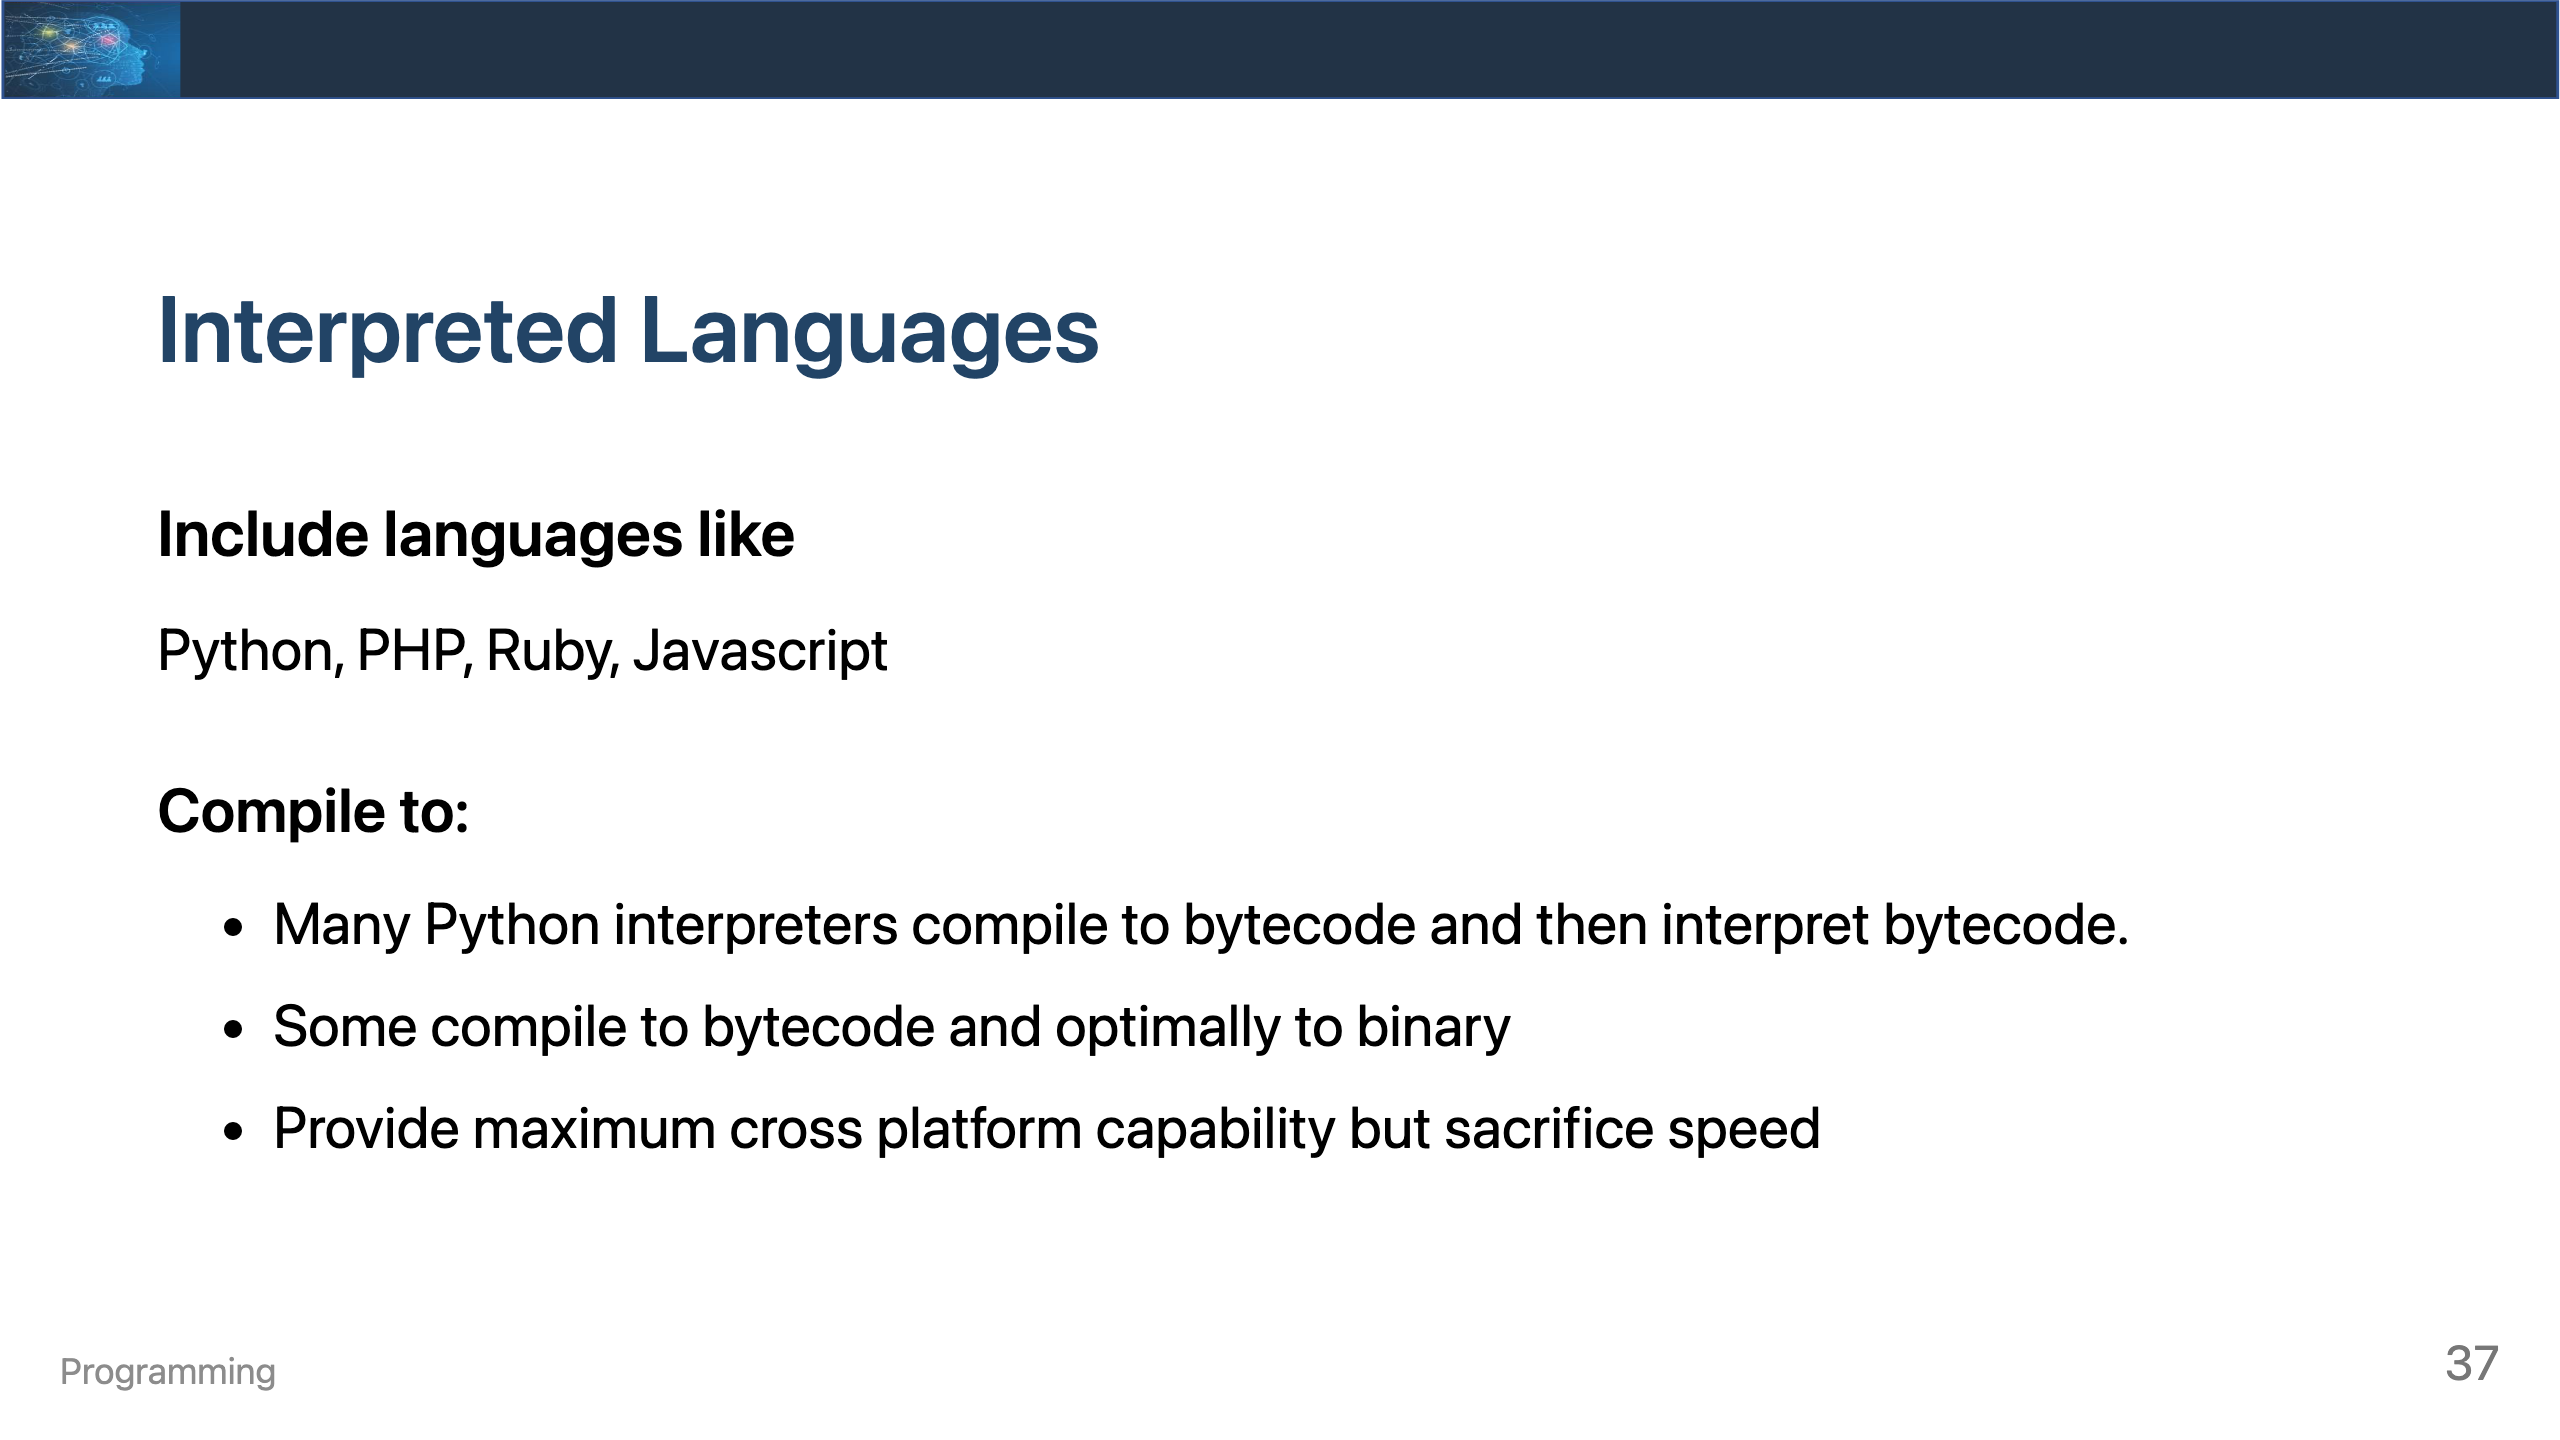 Interpreted Languages
Include languages like
Python, PHP, Ruby, Javascript
Compile to:
• Many Python interpreters compile to bytecode and then interpret bytecode.
• Some compile to bytecode and optimally to binary
• Provide maximum cross platform capability but sacrifice speed
Programming
37